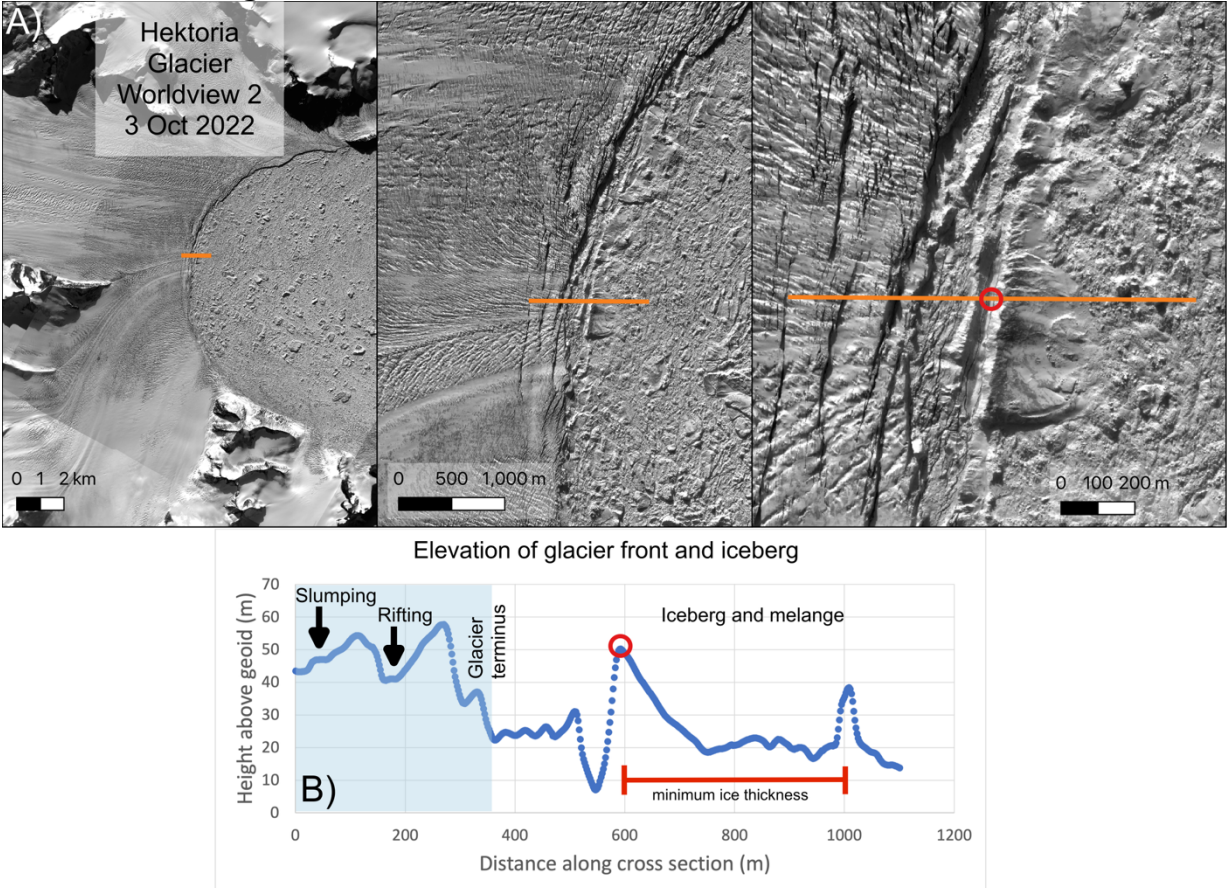 A)
Hektoria
Glacier
Worldview 2
3 Oct 2022
0 1 2 km
0 500 1,000 m
0 100 200 m
Elevation of glacier front and iceberg
Height above geoid (m)
70
60
50
40
30
20
10
0
Slumping
Rifting
Glacier
terminus
Iceberg and melange
minimum ice thickness
B)
0 200 400 600 800 1000 1200
Distance along cross section (m)